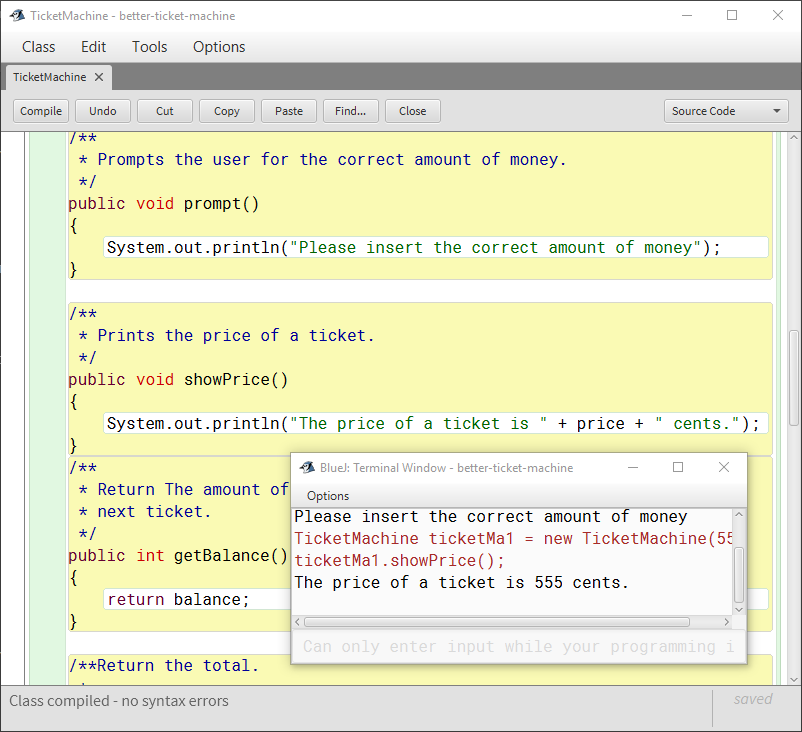 TicketMachine - better-ticket-machine
Class Edit Tools Options
TicketMachine
Compile Undo Cut Copy Paste Find... Close Source Code
/**
* Prompts the user for the correct amount of money.
*/
public void prompt()
{
System.out.println("Please insert the correct amount of money");
}
/**
* Prints the price of a ticket.
*/
public void showPrice()
{
System.out.println("The price of a ticket is " + price + " cents.");
}
/**
* Return The amount of
* next ticket.
*/
public int getBalance()
{
return balance;
}
/**Return the total.
BlueJ: Terminal Window - better-ticket-machine
Options
Please insert the correct amount of money
TicketMachine ticketMa1 = new TicketMachine(55
ticketMa1.showPrice();
The price of a ticket is 555 cents.
Can only enter input while your programming i
Class compiled - no syntax errors
saved